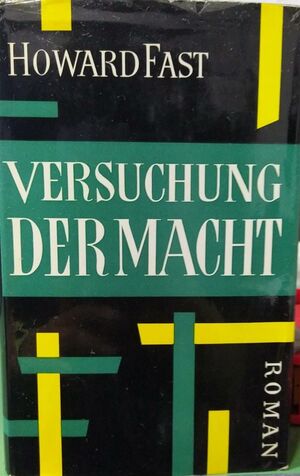 HOWARD FAST
VERSUCHUNG
DER MACHT
ROMAN